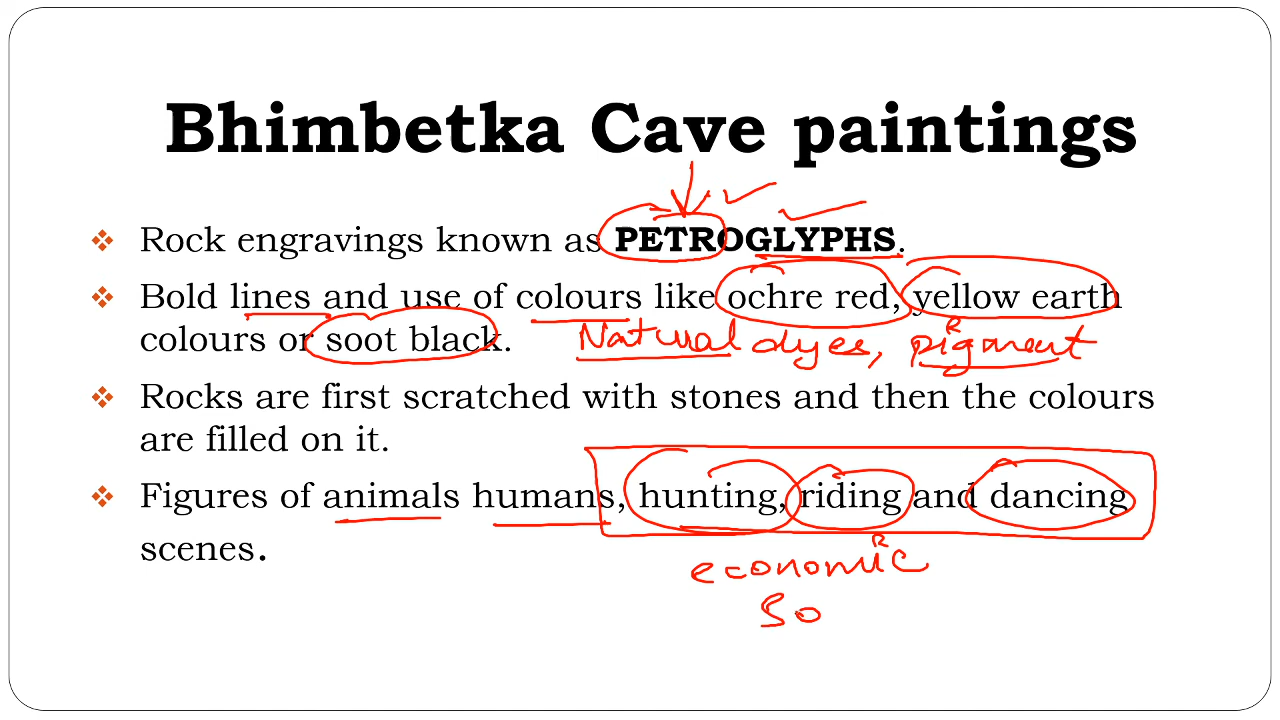 Bhimbetka Cave paintings
❖ Rock engravings known as PETROGLYPHS.
❖ Bold lines and use of colours like ochre red, yellow earth
colours or soot black.
Natural dyes, pigment
❖ Rocks are first scratched with stones and then the colours
are filled on it.
❖ Figures of animals humans, hunting, riding and dancing
scenes.
economic
So